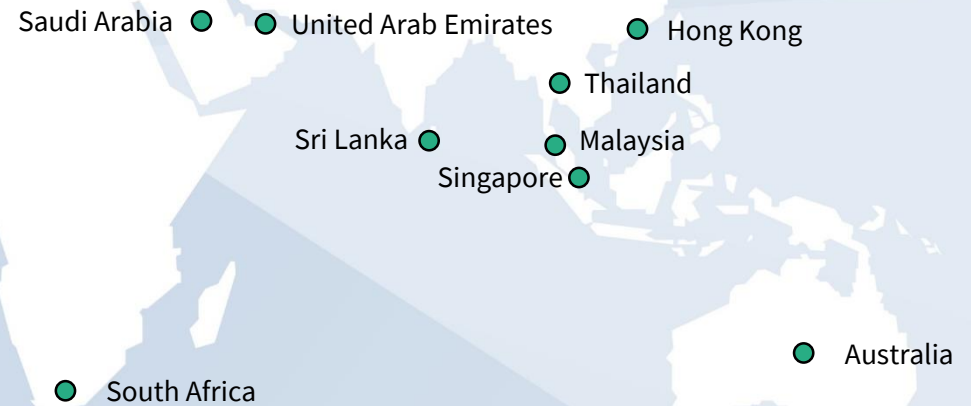 Saudi Arabia
United Arab Emirates
Hong Kong
Thailand
Sri Lanka
Malaysia
Singapore
Australia
South Africa